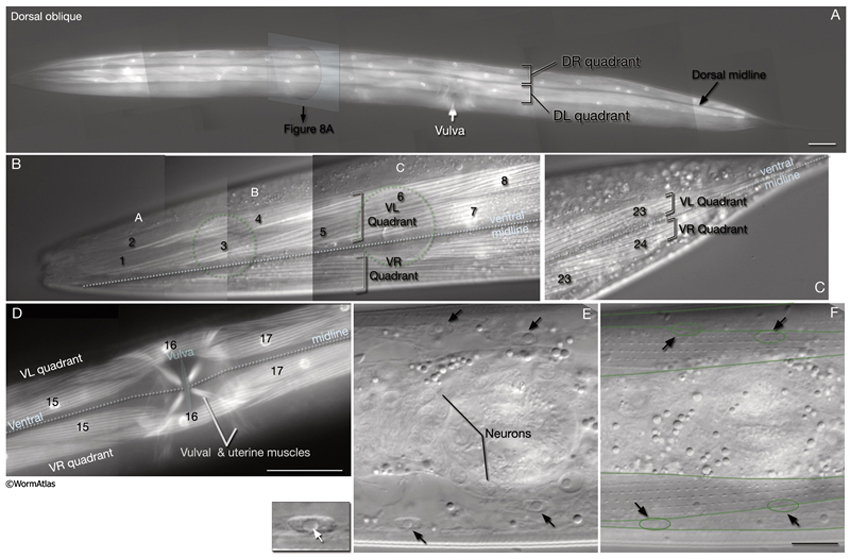 Dorsal oblique
A
DR quadrant
Dorsal midline
DL quadrant
Figure 8A
Vulva
B
A
B
C
1
2
3
4
5
6
7
8
VL
Quadrant
ventral
midline
VR
Quadrant
ventral
midline
23
VL Quadrant
VR Quadrant
24
23
C
D
VL quadrant
16
Vulva
17
midline
15
17
Ventral
15
16
VR quadrant
Vulval & uterine muscles
©WormAtlas
E
Neurons
F